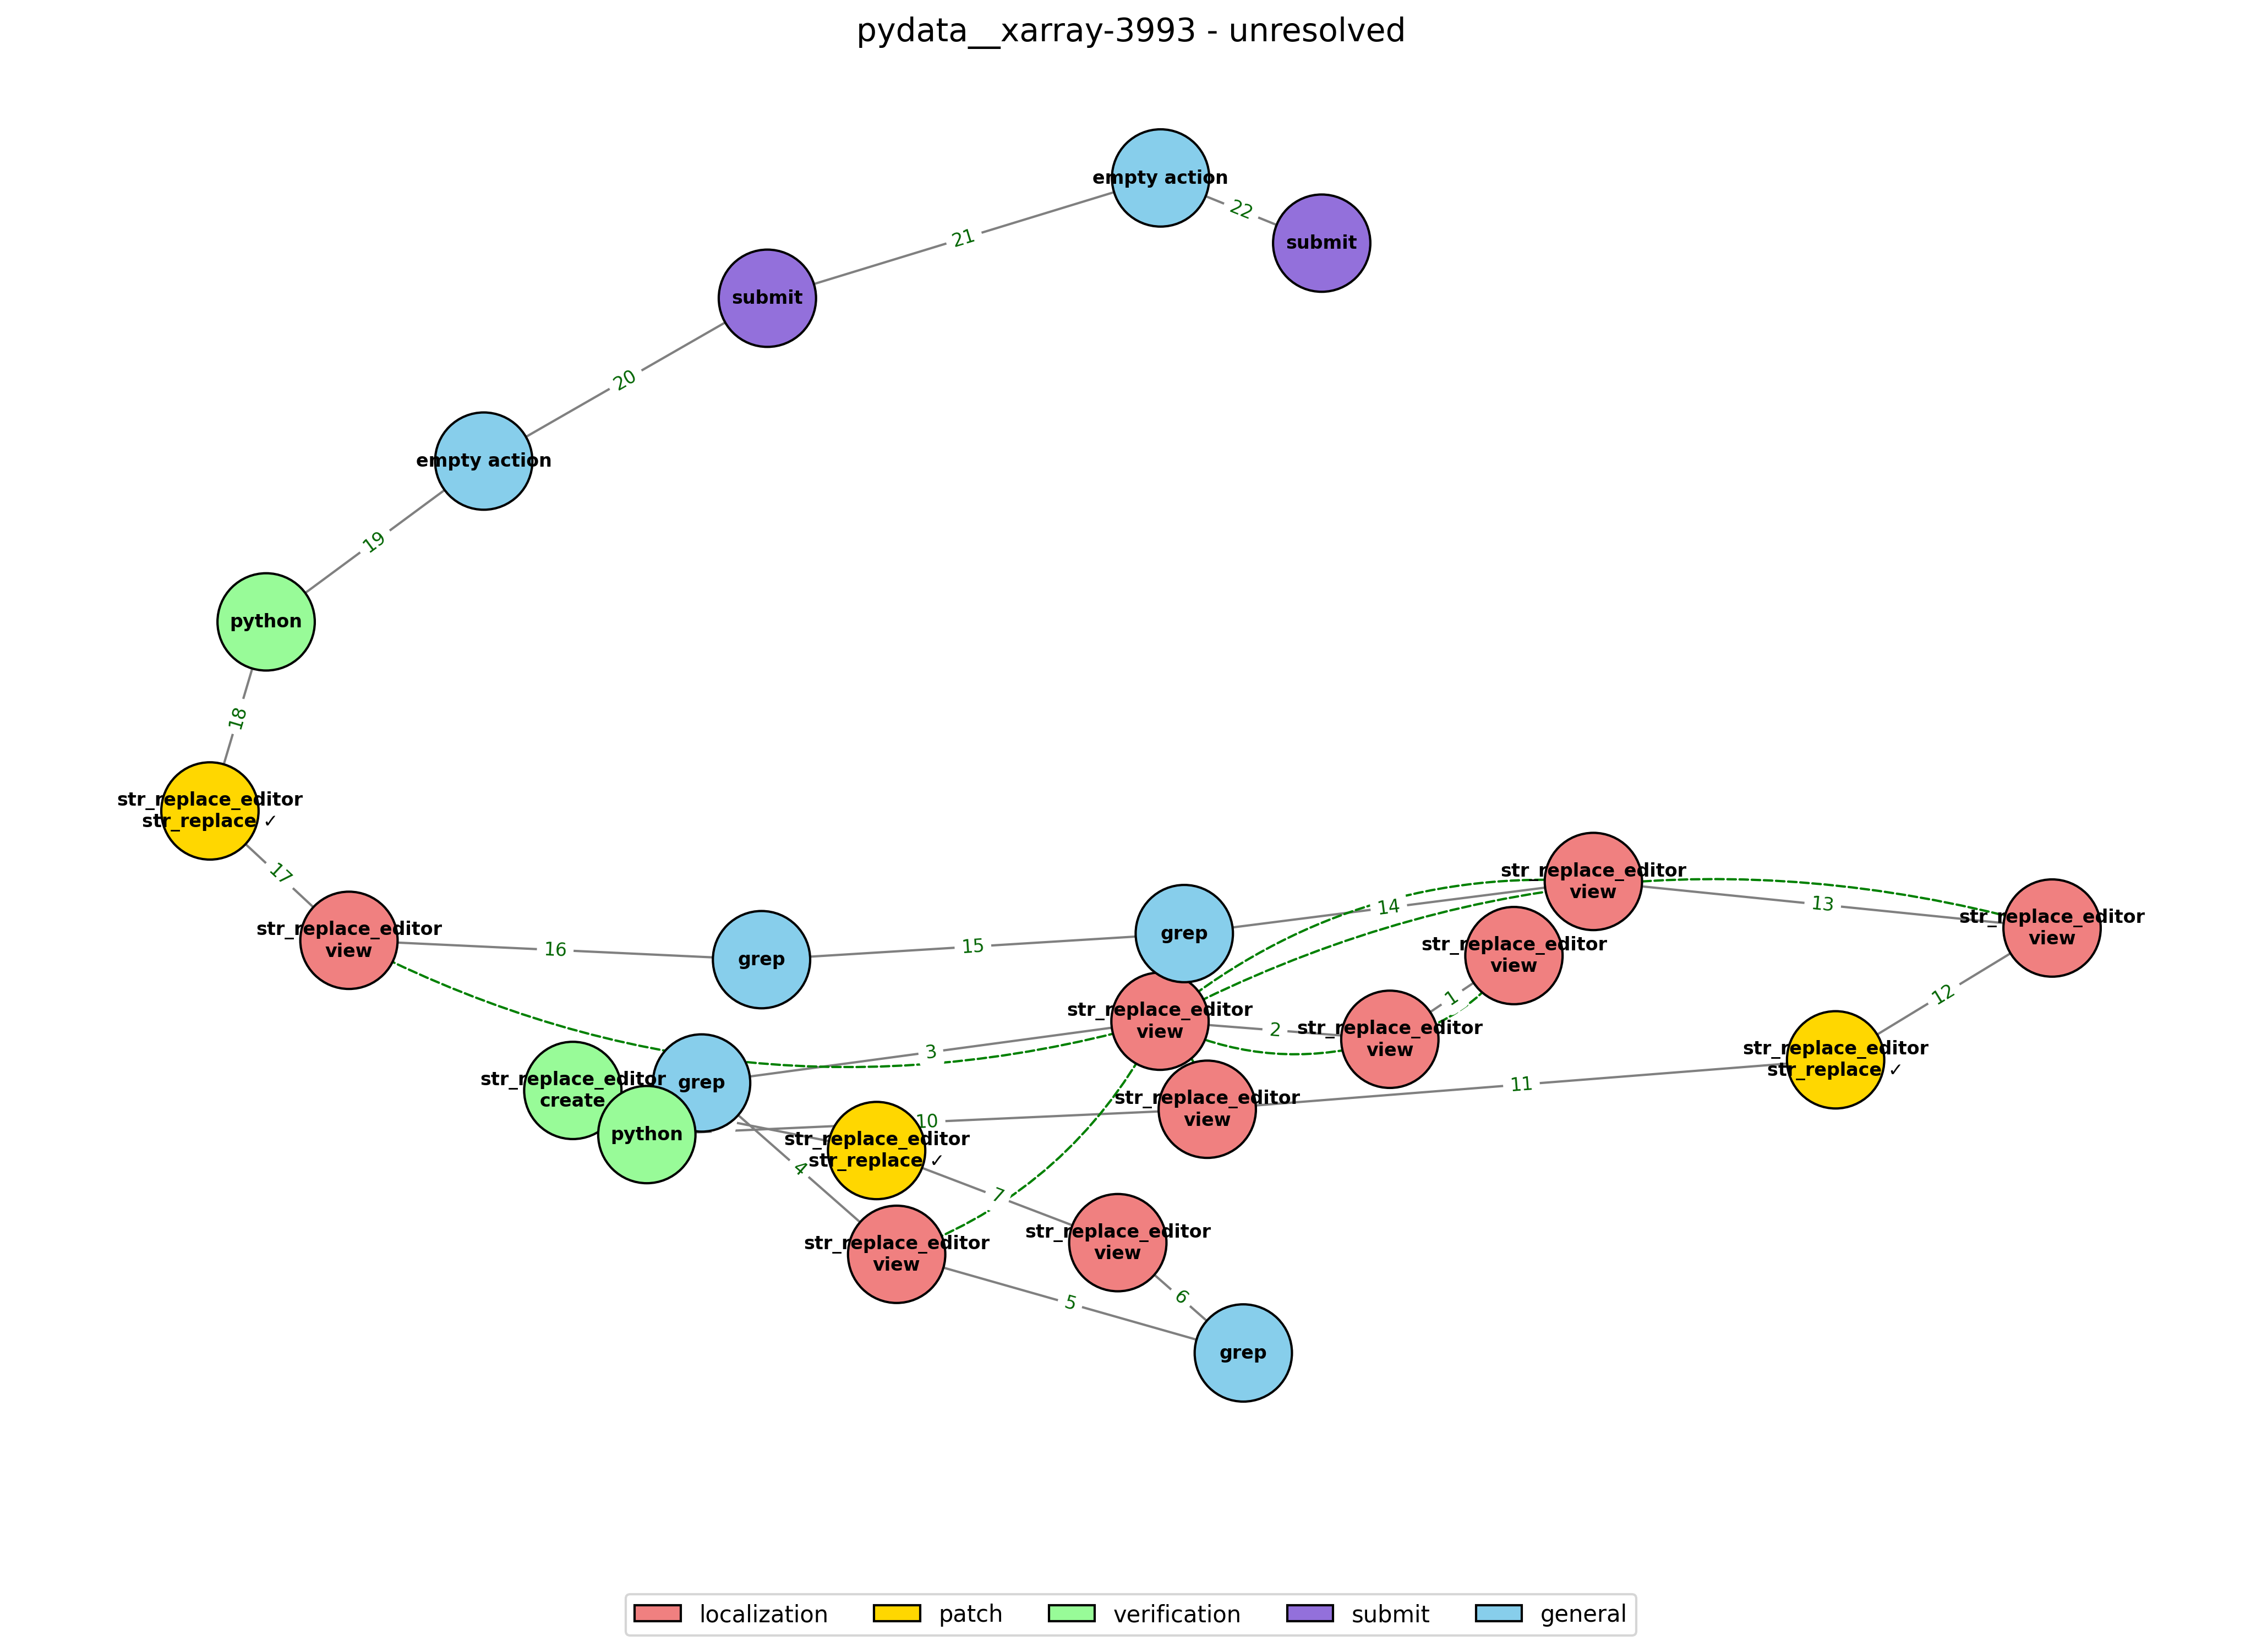 pydata__xarray-3993 - unresolved
empty action
22
submit
21
submit
20
empty action
19
python
18
str_replace_editor
str_replace ✓
17
str_replace_editor
view
14
13
str_replace_editor
view
str_replace_editor
view
grep
15
16
grep
str_replace_editor
view
1
12
str_replace_editor
view
2
str_replace_editor
view
3
str_replace_editor
str_replace ✓
str_replace_editor
create
grep
11
str_replace_editor
view
10
python
str_replace_editor
str_replace ✓
4
7
str_replace_editor
view
str_replace_editor
view
6
5
grep
localization
patch
verification
submit
general